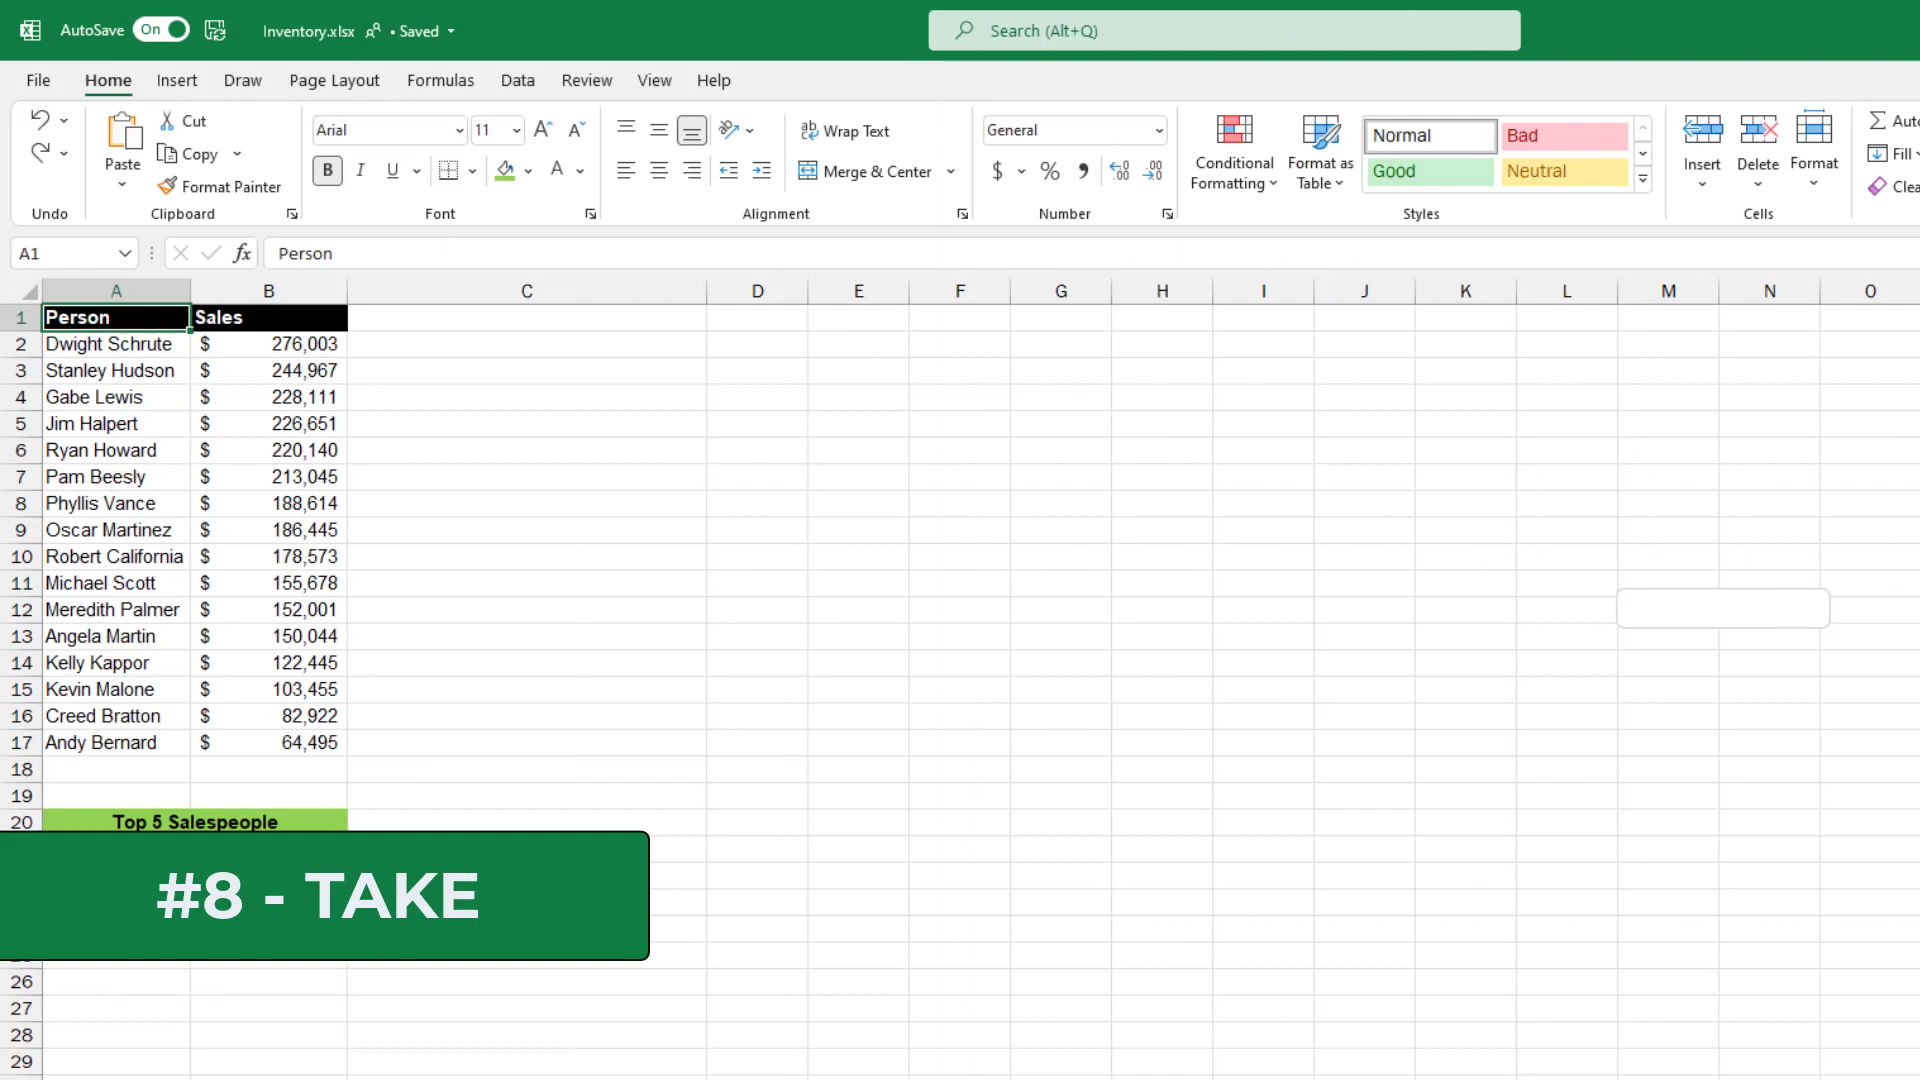 AutoSave On Inventory.xlsx • Saved Search (Alt+Q)
File Home Insert Draw Page Layout Formulas Data Review View Help
Paste Cut Copy Format Painter
Arial 11
B I U A
Wrap Text
Merge & Center
General
$ % 9 .00 .00
Conditional Formatting
Format as Table
Normal Bad
Good Neutral
Insert Delete Format
Auto
Fill
Clea
Undo Clipboard Font Alignment Number Styles Cells
A1 fx Person
A B C D E F G H I J K L M N O
1 Person Sales
2 Dwight Schrute $ 276,003
3 Stanley Hudson $ 244,967
4 Gabe Lewis $ 228,111
5 Jim Halpert $ 226,651
6 Ryan Howard $ 220,140
7 Pam Beesly $ 213,045
8 Phyllis Vance $ 188,614
9 Oscar Martinez $ 186,445
10 Robert California $ 178,573
11 Michael Scott $ 155,678
12 Meredith Palmer $ 152,001
13 Angela Martin $ 150,044
14 Kelly Kappor $ 122,445
15 Kevin Malone $ 103,455
16 Creed Bratton $ 82,922
17 Andy Bernard $ 64,495
18
19
20 Top 5 Salespeople
#8 - TAKE
26
27
28
29